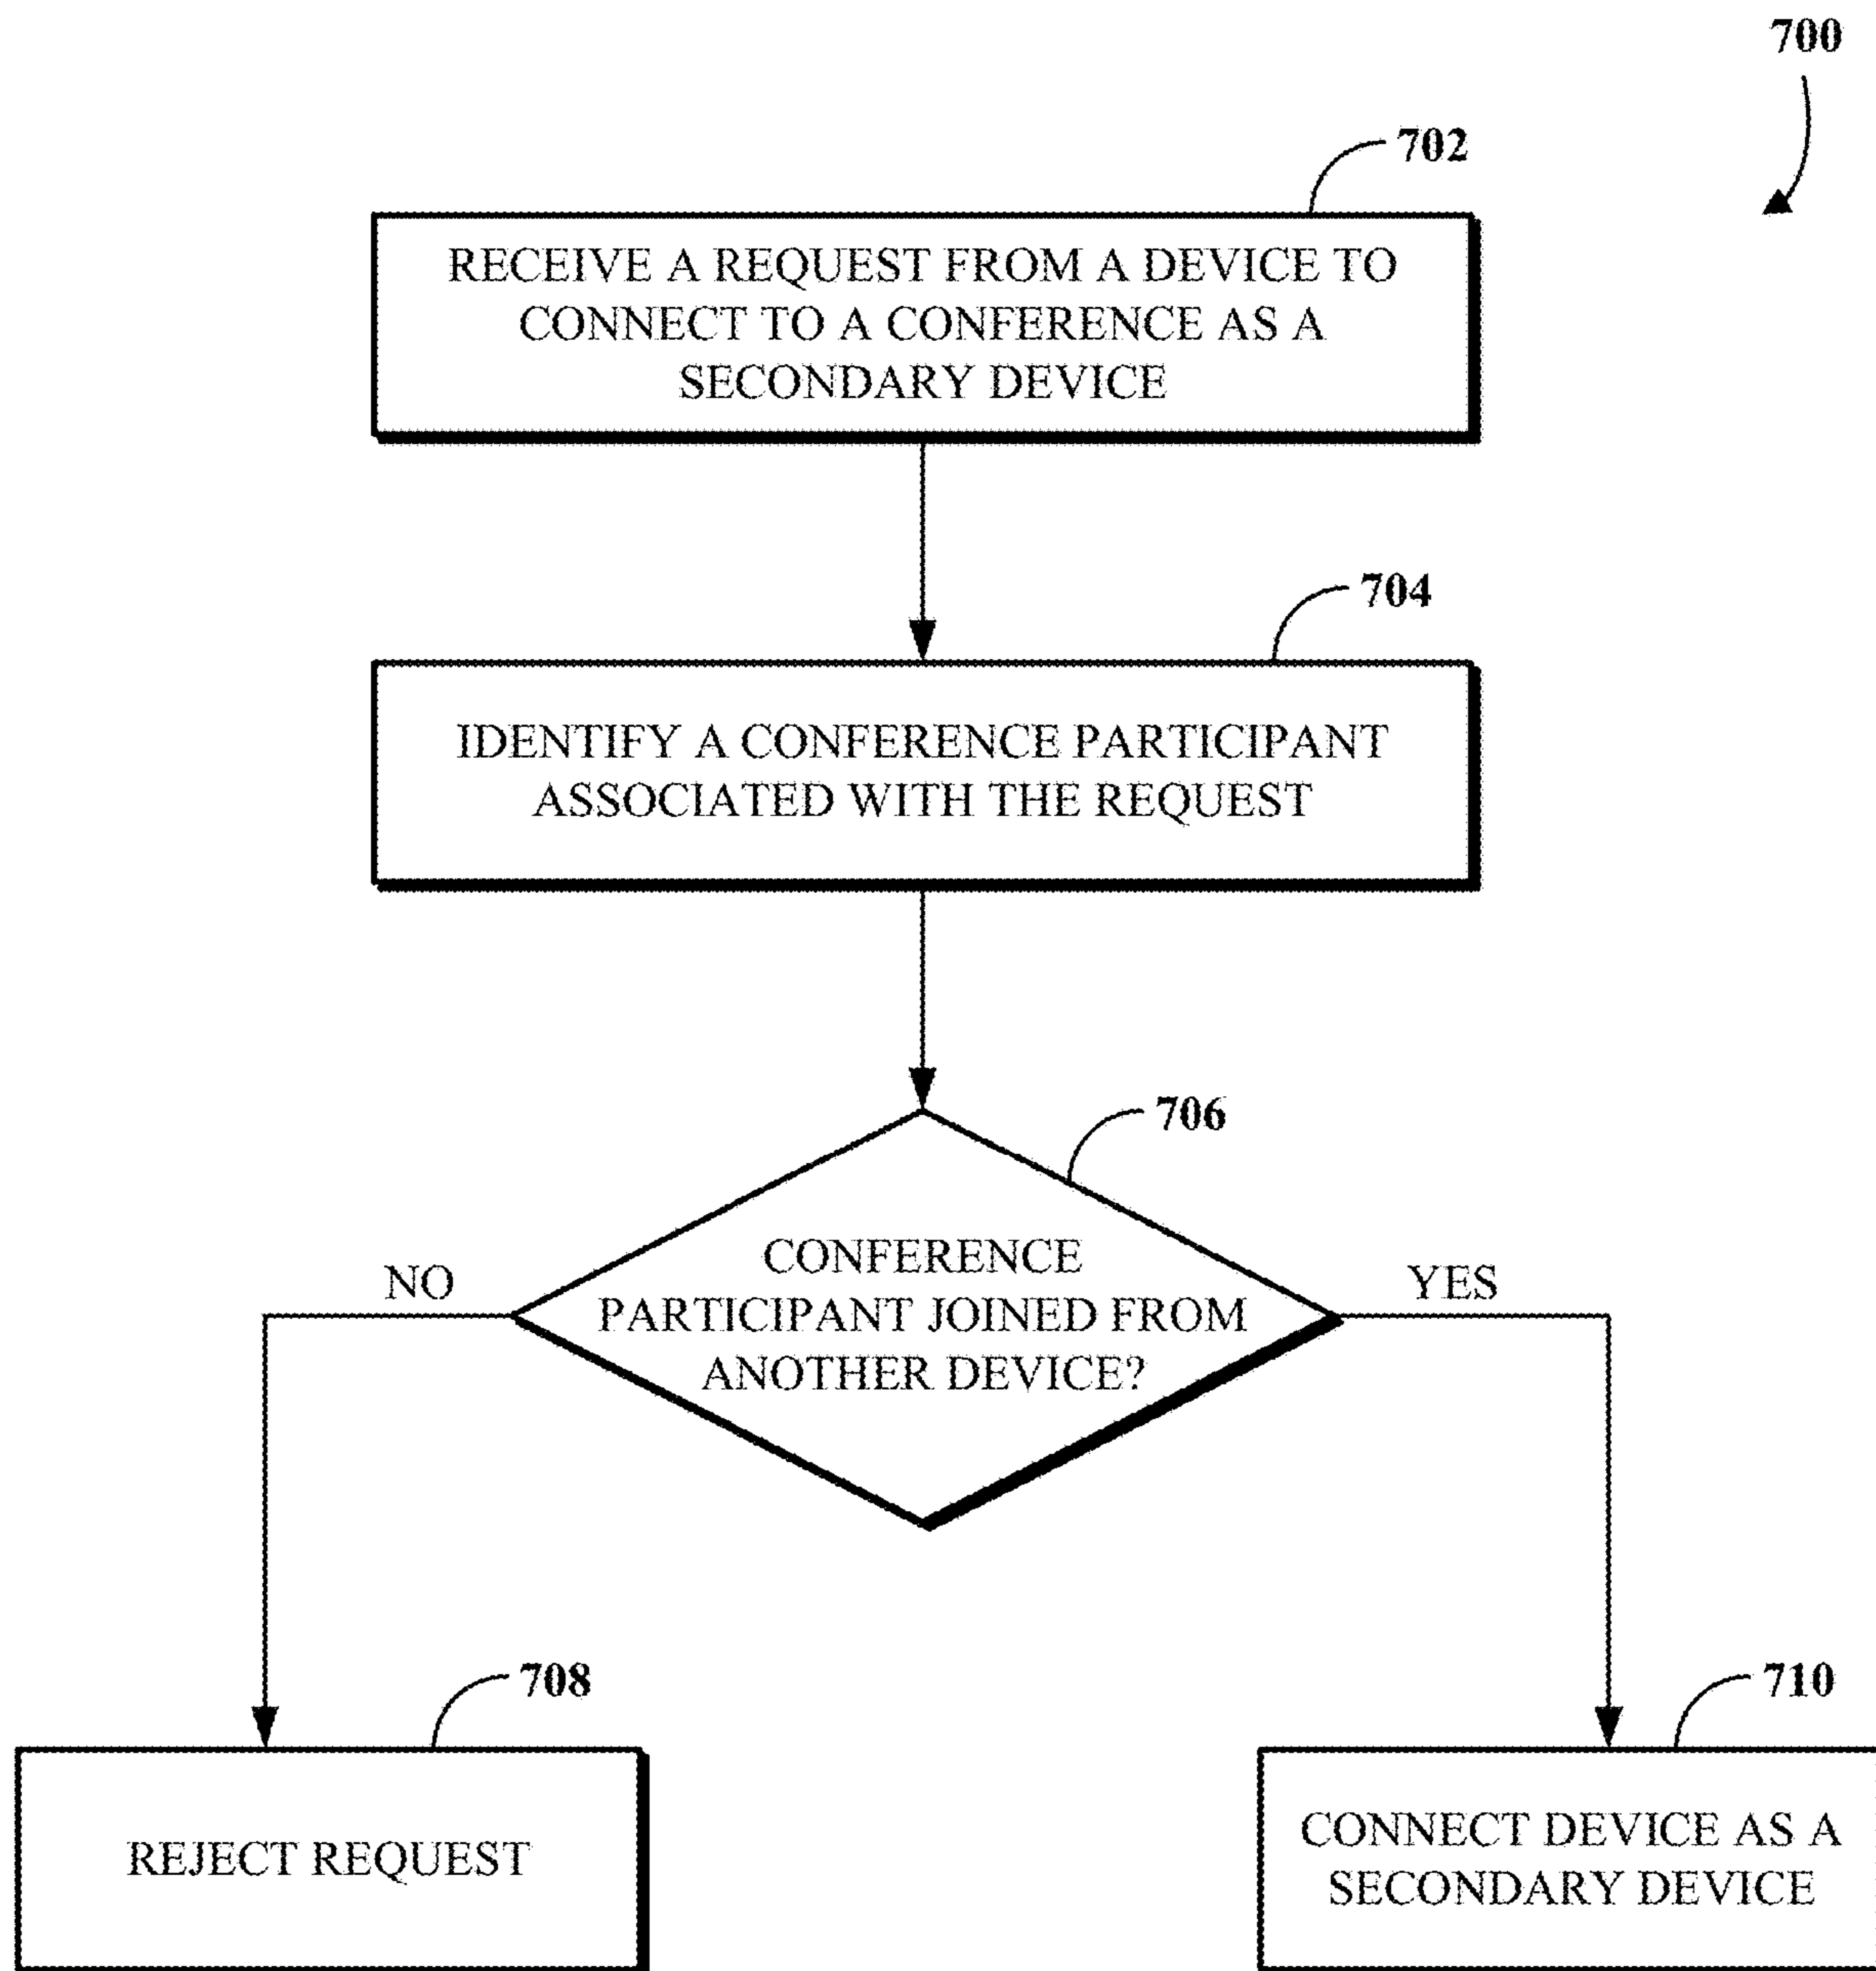 700
702
RECEIVE A REQUEST FROM A DEVICE TO
CONNECT TO A CONFERENCE AS A
SECONDARY DEVICE
704
IDENTIFY A CONFERENCE PARTICIPANT
ASSOCIATED WITH THE REQUEST
706
CONFERENCE
PARTICIPANT JOINED FROM
ANOTHER DEVICE?
NO
YES
708
REJECT REQUEST
710
CONNECT DEVICE AS A
SECONDARY DEVICE